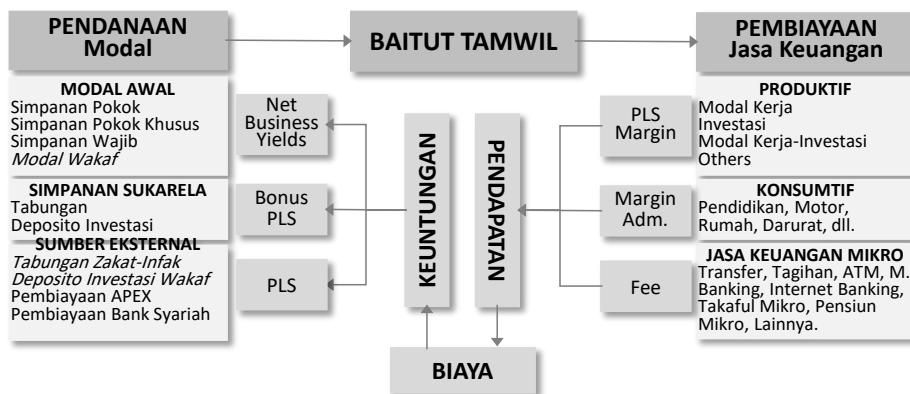 PENDANAAN
Modal
BAITUT TAMWIL
PEMBIAYAAN
Jasa Keuangan
MODAL AWAL
Simpanan Pokok
Simpanan Pokok Khusus
Simpanan Wajib
Modal Wakaf
SIMPANAN SUKARELA
Tabungan
Deposito Investasi
SUMBER EKSTERNAL
Tabungan Zakat-Infak
Deposito Investasi Wakaf
Pembiayaan APEX
Pembiayaan Bank Syariah
Net
Business
Yields
Bonus
PLS
PLS
KEUNTUNGAN
PENDAPATAN
BIAYA
PLS
Margin
Margin
Adm.
Fee
PRODUKTIF
Modal Kerja
Investasi
Modal Kerja-Investasi
Others
KONSUMTIF
Pendidikan, Motor,
Rumah, Darurat, dll.
JASA KEUANGAN MIKRO
Transfer, Tagihan, ATM, M.
Banking, Internet Banking,
Takaful Mikro, Pensiun
Mikro, Lainnya.